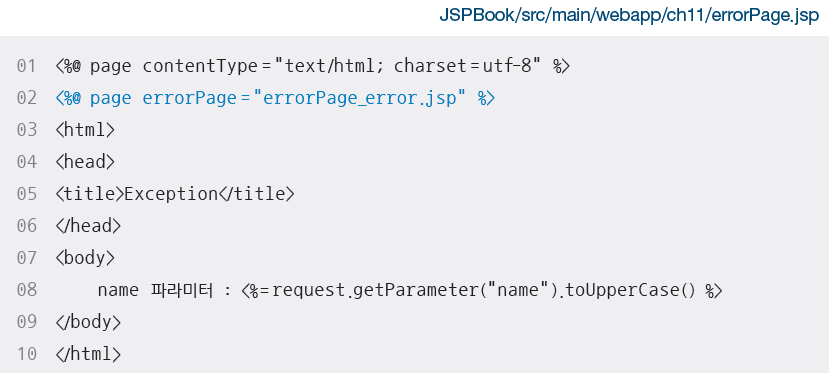 JSPBook/src/main/webapp/ch11/errorPage.jsp
01 <%@ page contentType="text/html; charset=utf-8" %>
02 <%@ page errorPage="errorPage_error.jsp" %>
03 <html>
04 <head>
05 <title>Exception</title>
06 </head>
07 <body>
08     name 파라미터 : <%=request.getParameter("name").toUpperCase() %>
09 </body>
10 </html>